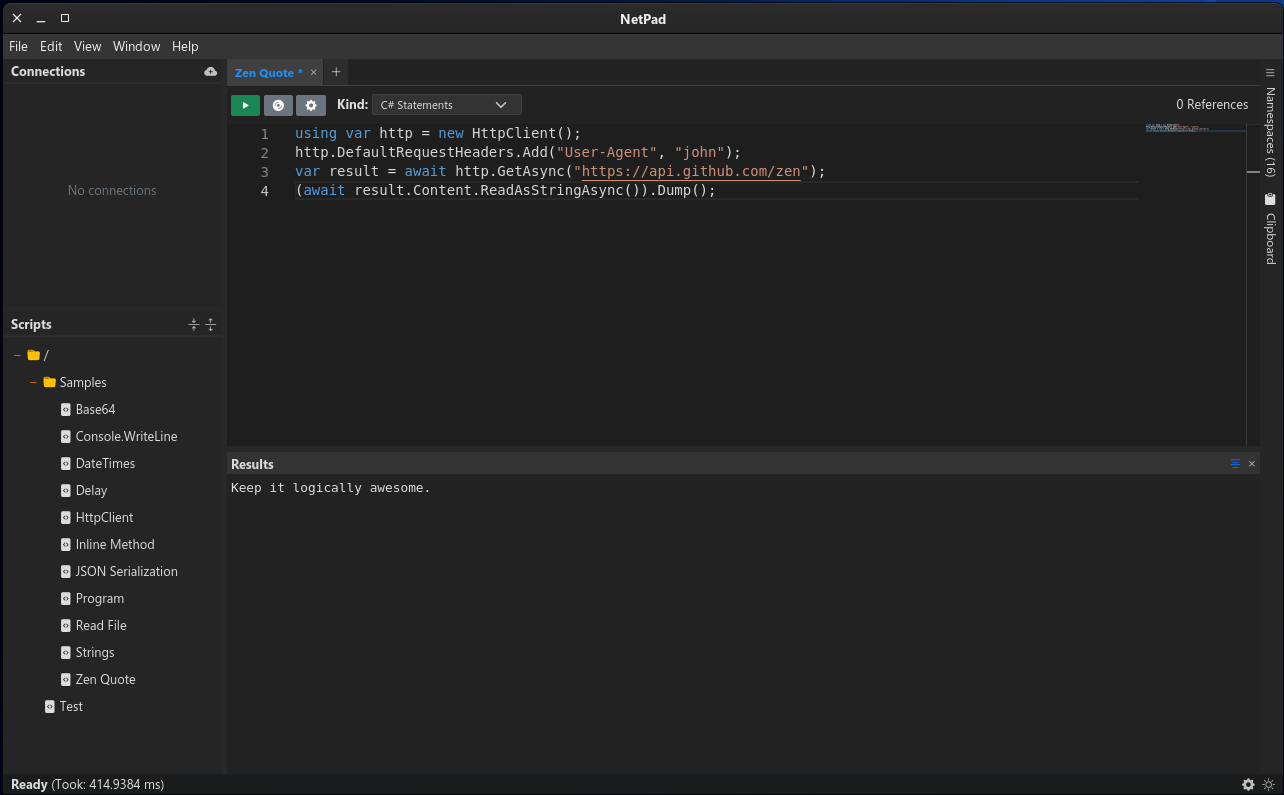 NetPad
File Edit View Window Help
Connections
No connections
Scripts
/
Samples
Base64
Console.WriteLine
DateTimes
Delay
HttpClient
Inline Method
JSON Serialization
Program
Read File
Strings
Zen Quote
Test
Zen Quote *
Kind: C# Statements
0 References
1 using var http = new HttpClient();
2 http.DefaultRequestHeaders.Add("User-Agent", "john");
3 var result = await http.GetAsync("https://api.github.com/zen");
4 (await result.Content.ReadAsStringAsync()).Dump();
Results
Keep it logically awesome.
Namespaces (16)
Clipboard
Ready (Took: 414.9384 ms)